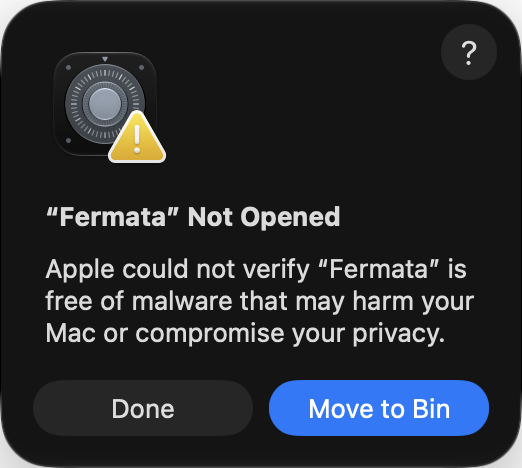 ?
“Fermata” Not Opened
Apple could not verify “Fermata” is
free of malware that may harm your
Mac or compromise your privacy.
Done
Move to Bin